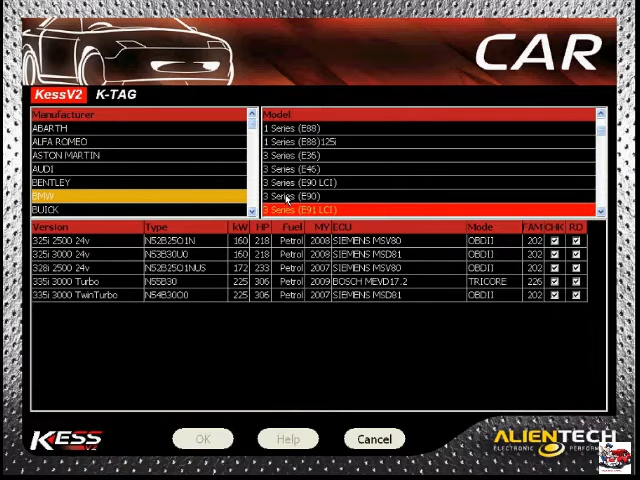 CAR
KessV2 K-TAG
Manufacturer
ABARTH
ALFA ROMEO
ASTON MARTIN
AUDI
BENTLEY
BMW
BUICK
Model
1 Series (E88)
1 Series (E88)125i
3 Series (E36)
3 Series (E46)
3 Series (E90 LCI)
3 Series (E90)
3 Series (E91 LCI)
Version Type kW HP Fuel MY ECU Mode FAM CHK RD
325i 2500 24v N52B25O1N 160 218 Petrol 2008 SIEMENS MSV80 OBDII 202
325i 3000 24v N53B30U0 160 218 Petrol 2008 SIEMENS MSD81 OBDII 202
328i 2500 24v N52B25O1NUS 172 233 Petrol 2007 SIEMENS MSV80 OBDII 202
335i 3000 Turbo N55B30 225 306 Petrol 2009 BOSCH MEVD17.2 TRICORE 226
335i 3000 TwinTurbo N54B30O0 225 306 Petrol 2007 SIEMENS MSD81 OBDII 202
KESS V2
OK
Help
Cancel
ALIENTECH
ELECTRONIC